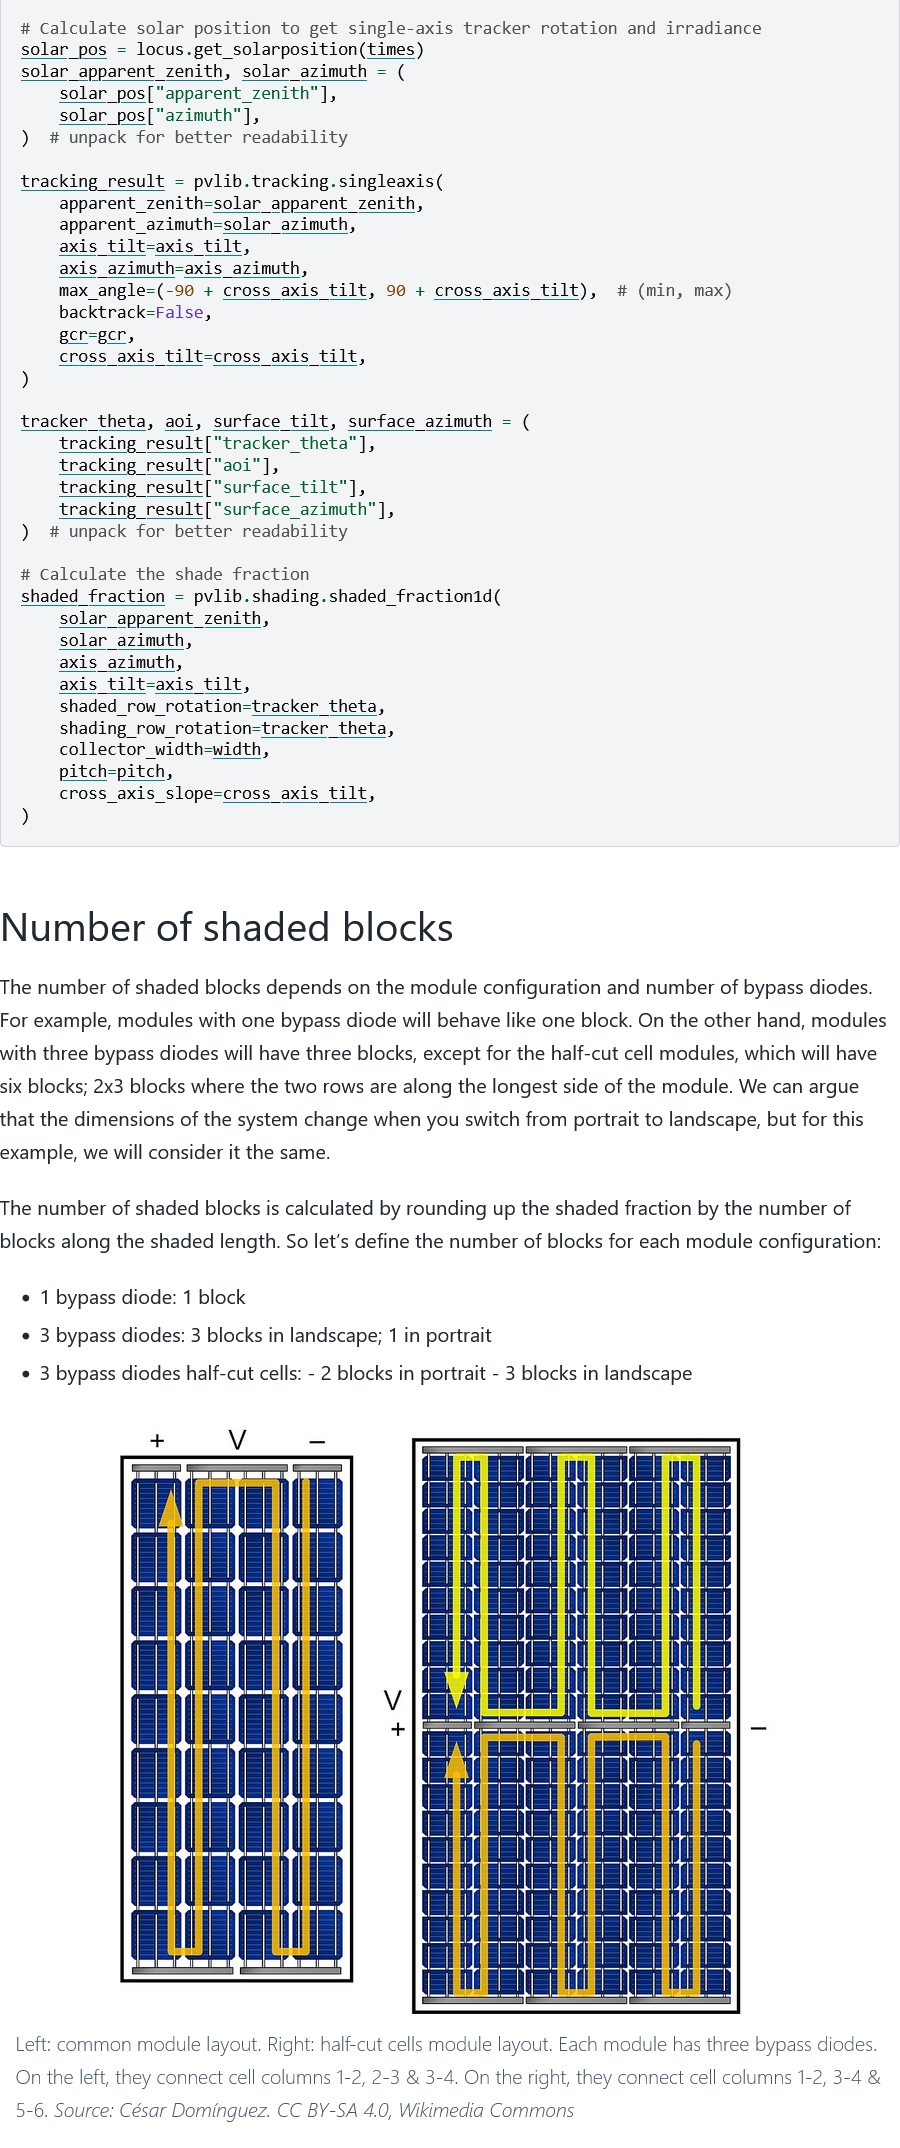 # Calculate solar position to get single-axis tracker rotation and irradiance
solar_pos = locus.get_solarposition(times)
solar_apparent_zenith, solar_azimuth = (
    solar_pos["apparent_zenith"],
    solar_pos["azimuth"],
)  # unpack for better readability

tracking_result = pvlib.tracking.singleaxis(
    apparent_zenith=solar_apparent_zenith,
    apparent_azimuth=solar_azimuth,
    axis_tilt=axis_tilt,
    axis_azimuth=axis_azimuth,
    max_angle=(-90 + cross_axis_tilt, 90 + cross_axis_tilt),  # (min, max)
    backtrack=False,
    gcr=gcr,
    cross_axis_tilt=cross_axis_tilt,
)

tracker_theta, aoi, surface_tilt, surface_azimuth = (
    tracking_result["tracker_theta"],
    tracking_result["aoi"],
    tracking_result["surface_tilt"],
    tracking_result["surface_azimuth"],
)  # unpack for better readability

# Calculate the shade fraction
shaded_fraction = pvlib.shading.shaded_fraction1d(
    solar_apparent_zenith,
    solar_azimuth,
    axis_azimuth,
    axis_tilt=axis_tilt,
    shaded_row_rotation=tracker_theta,
    shading_row_rotation=tracker_theta,
    collector_width=width,
    pitch=pitch,
    cross_axis_slope=cross_axis_tilt,
)

Number of shaded blocks
The number of shaded blocks depends on the module configuration and number of bypass diodes.
For example, modules with one bypass diode will behave like one block. On the other hand, modules
with three bypass diodes will have three blocks, except for the half-cut cell modules, which will have
six blocks; 2x3 blocks where the two rows are along the longest side of the module. We can argue
that the dimensions of the system change when you switch from portrait to landscape, but for this
example, we will consider it the same.
The number of shaded blocks is calculated by rounding up the shaded fraction by the number of
blocks along the shaded length. So let’s define the number of blocks for each module configuration:
• 1 bypass diode: 1 block
• 3 bypass diodes: 3 blocks in landscape; 1 in portrait
• 3 bypass diodes half-cut cells: - 2 blocks in portrait - 3 blocks in landscape
+ V −
V
+ −
Left: common module layout. Right: half-cut cells module layout. Each module has three bypass diodes.
On the left, they connect cell columns 1-2, 2-3 & 3-4. On the right, they connect cell columns 1-2, 3-4 &
5-6. Source: César Domínguez. CC BY-SA 4.0, Wikimedia Commons